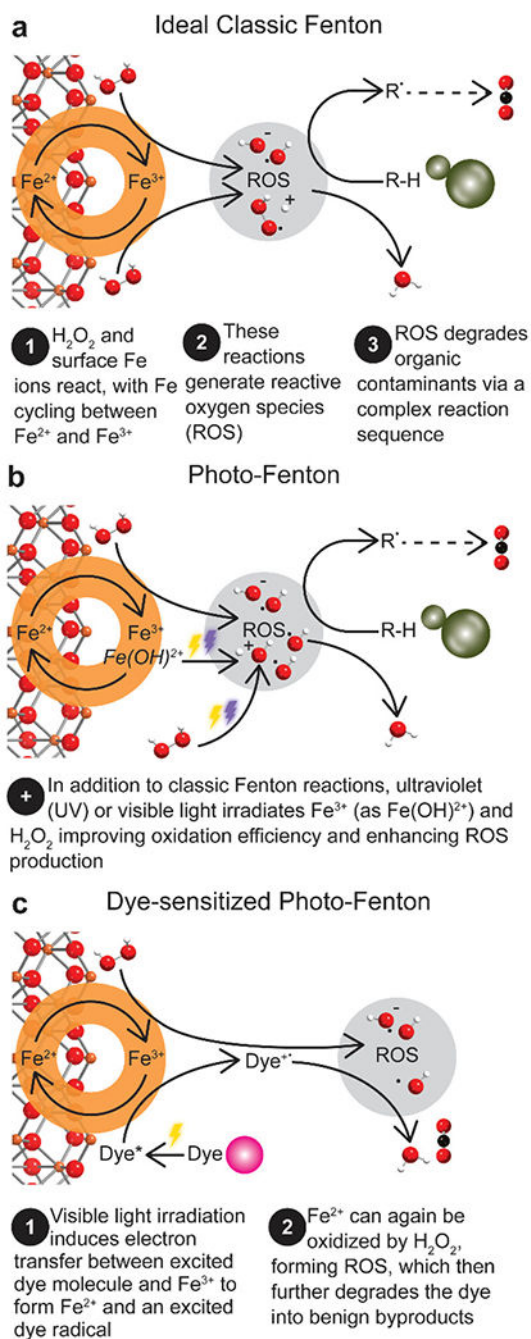 a
Ideal Classic Fenton
R•
Fe²⁺
Fe³⁺
ROS
R-H
-
•
+
•
1 H₂O₂ and
surface Fe
ions react, with Fe
cycling between
Fe²⁺ and Fe³⁺
2 These
reactions
generate reactive
oxygen species
(ROS)
3 ROS degrades
organic
contaminants via a
complex reaction
sequence
b
Photo-Fenton
R•
-
•
Fe²⁺
Fe³⁺
ROS•
R-H
Fe(OH)²⁺
+
•
+ In addition to classic Fenton reactions, ultraviolet
(UV) or visible light irradiates Fe³⁺ (as Fe(OH)²⁺) and
H₂O₂ improving oxidation efficiency and enhancing ROS
production
c
Dye-sensitized Photo-Fenton
-
•
Fe²⁺
Fe³⁺
Dye⁺•
ROS
•
Dye*
Dye
1 Visible light irradiation
induces electron
transfer between excited
dye molecule and Fe³⁺ to
form Fe²⁺ and an excited
dye radical
2 Fe²⁺ can again be
oxidized by H₂O₂,
forming ROS, which then
further degrades the dye
into benign byproducts